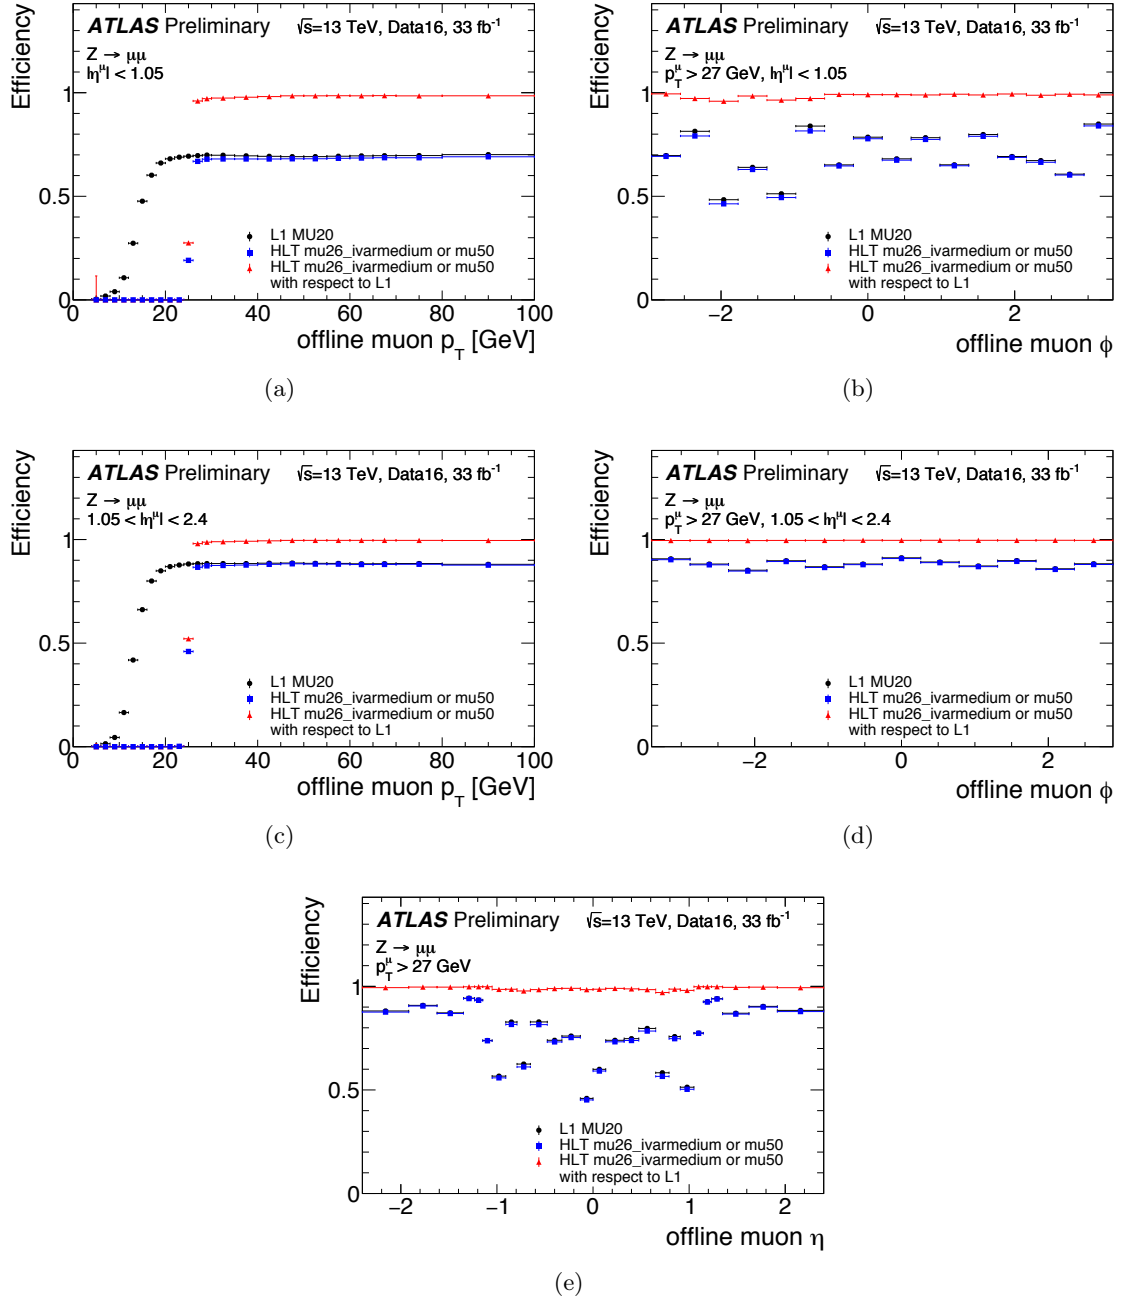 ATLAS Preliminary √s=13 TeV, Data16, 33 fb⁻¹
Z → μμ
|η^μ| < 1.05
Efficiency
1
0.5
0
L1 MU20
HLT mu26_ivarmedium or mu50
HLT mu26_ivarmedium or mu50
with respect to L1
0 20 40 60 80 100
offline muon p_T [GeV]
(a)
ATLAS Preliminary √s=13 TeV, Data16, 33 fb⁻¹
Z → μμ
p_T^μ > 27 GeV, |η^μ| < 1.05
Efficiency
1
0.5
0
L1 MU20
HLT mu26_ivarmedium or mu50
HLT mu26_ivarmedium or mu50
with respect to L1
−2 0 2
offline muon ϕ
(b)
ATLAS Preliminary √s=13 TeV, Data16, 33 fb⁻¹
Z → μμ
1.05 < |η^μ| < 2.4
Efficiency
1
0.5
0
L1 MU20
HLT mu26_ivarmedium or mu50
HLT mu26_ivarmedium or mu50
with respect to L1
0 20 40 60 80 100
offline muon p_T [GeV]
(c)
ATLAS Preliminary √s=13 TeV, Data16, 33 fb⁻¹
Z → μμ
p_T^μ > 27 GeV, 1.05 < |η^μ| < 2.4
Efficiency
1
0.5
0
L1 MU20
HLT mu26_ivarmedium or mu50
HLT mu26_ivarmedium or mu50
with respect to L1
−2 0 2
offline muon ϕ
(d)
ATLAS Preliminary √s=13 TeV, Data16, 33 fb⁻¹
Z → μμ
p_T^μ > 27 GeV
Efficiency
1
0.5
0
L1 MU20
HLT mu26_ivarmedium or mu50
HLT mu26_ivarmedium or mu50
with respect to L1
−2 −1 0 1 2
offline muon η
(e)